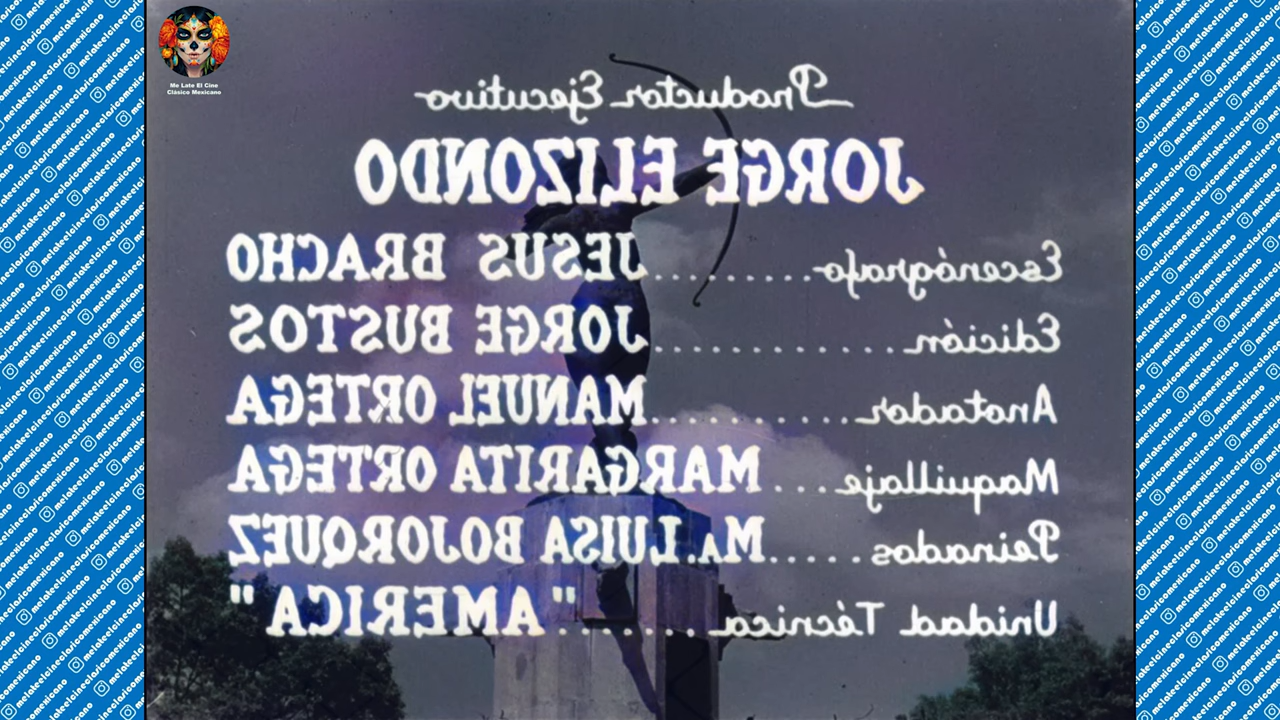 Me Late El Cine
Clásico Mexicano
Productor Ejecutivo
JORGE ELIZONDO
Escenógrafo.........JESUS BRACHO
Edición.............JORGE BUSTOS
Anotador...........MANUEL ORTEGA
Maquillaje....MARGARITA ORTEGA
Peinados......Ma. LUISA BOJORQUEZ
Unidad Técnica........"AMERICA"
melateelcineclasicomexicano